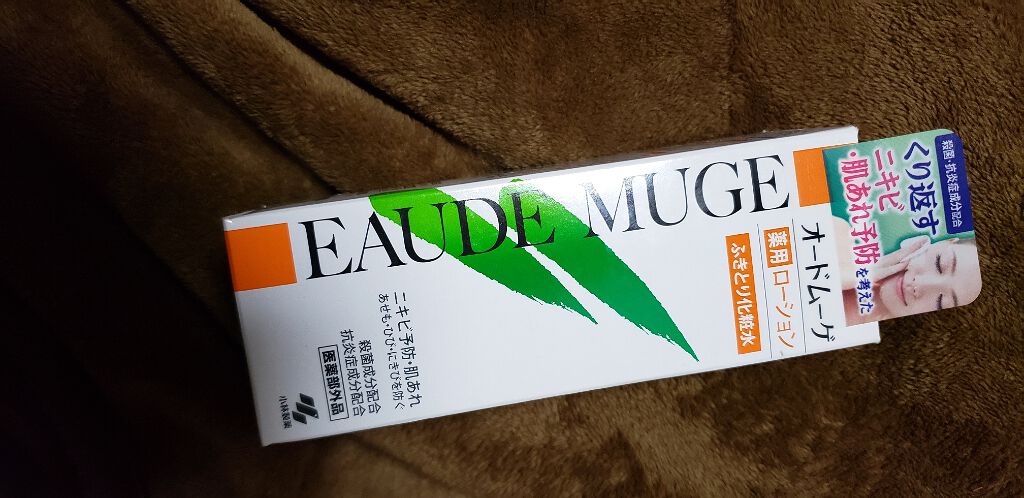 EAUDE MUGE
オードムーゲ
薬用ローション
ふきとり化粧水
殺菌・抗炎症成分配合
くり返す
ニキビ
・肌あれ予防を考えた
ニキビ予防・肌あれ
あせも・ひび・にきびを防ぐ
殺菌成分配合
抗炎症成分配合
医薬部外品
小林製薬